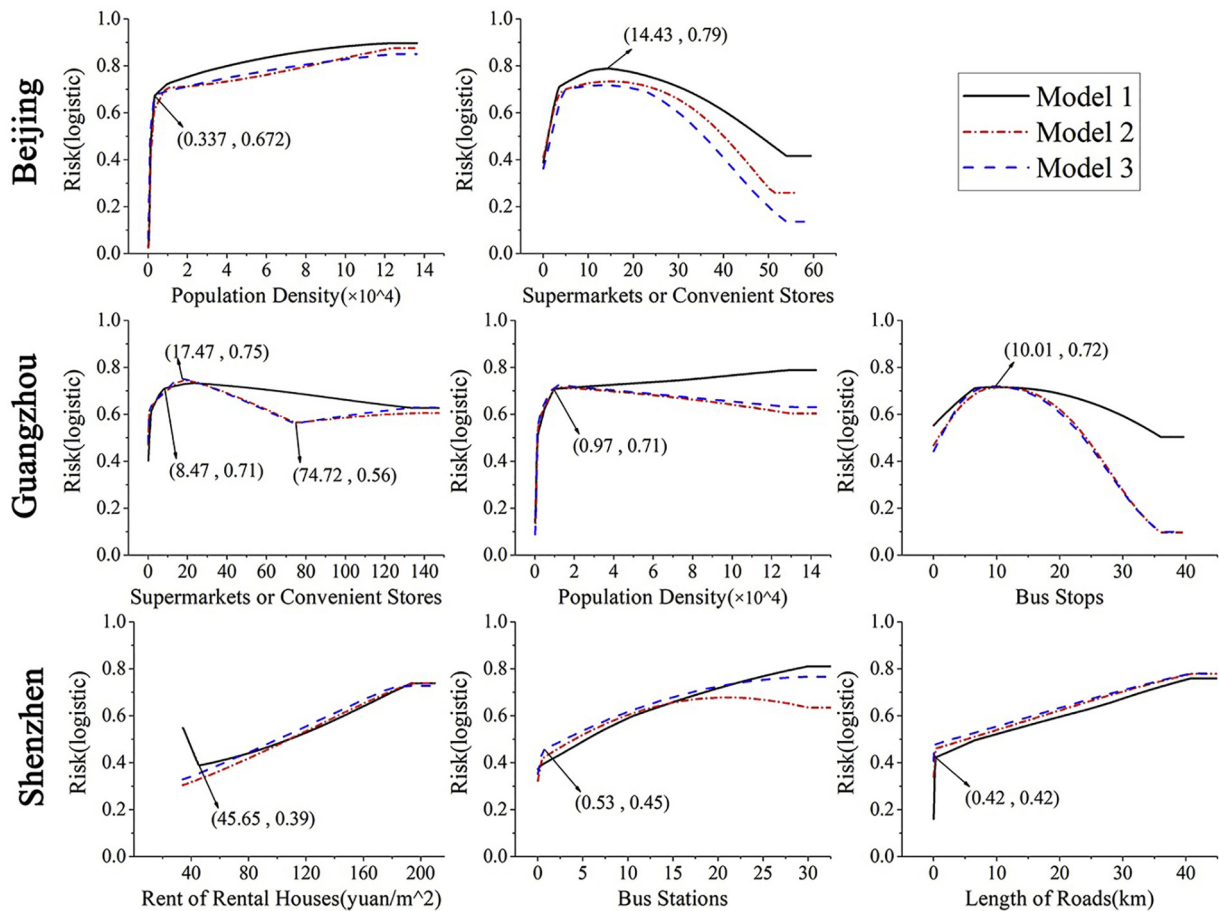 Beijing
Risk(logistic)
1.0
0.8
0.6
0.4
0.2
0.0
(0.337 , 0.672)
0 2 4 6 8 10 12 14
Population Density(×10^4)
Risk(logistic)
1.0
0.8
0.6
0.4
0.2
0.0
(14.43 , 0.79)
0 10 20 30 40 50 60
Supermarkets or Convenient Stores
Model 1
Model 2
Model 3
Guangzhou
Risk(logistic)
1.0
0.8
0.6
0.4
0.2
0.0
(17.47 , 0.75)
(8.47 , 0.71)
(74.72 , 0.56)
0 20 40 60 80 100 120 140
Supermarkets or Convenient Stores
Risk(logistic)
1.0
0.8
0.6
0.4
0.2
0.0
(0.97 , 0.71)
0 2 4 6 8 10 12 14
Population Density(×10^4)
Risk(logistic)
1.0
0.8
0.6
0.4
0.2
0.0
(10.01 , 0.72)
0 10 20 30 40
Bus Stops
Shenzhen
Risk(logistic)
1.0
0.8
0.6
0.4
0.2
0.0
(45.65 , 0.39)
40 80 120 160 200
Rent of Rental Houses(yuan/m^2)
Risk(logistic)
1.0
0.8
0.6
0.4
0.2
0.0
(0.53 , 0.45)
0 5 10 15 20 25 30
Bus Stations
Risk(logistic)
1.0
0.8
0.6
0.4
0.2
0.0
(0.42 , 0.42)
0 10 20 30 40
Length of Roads(km)